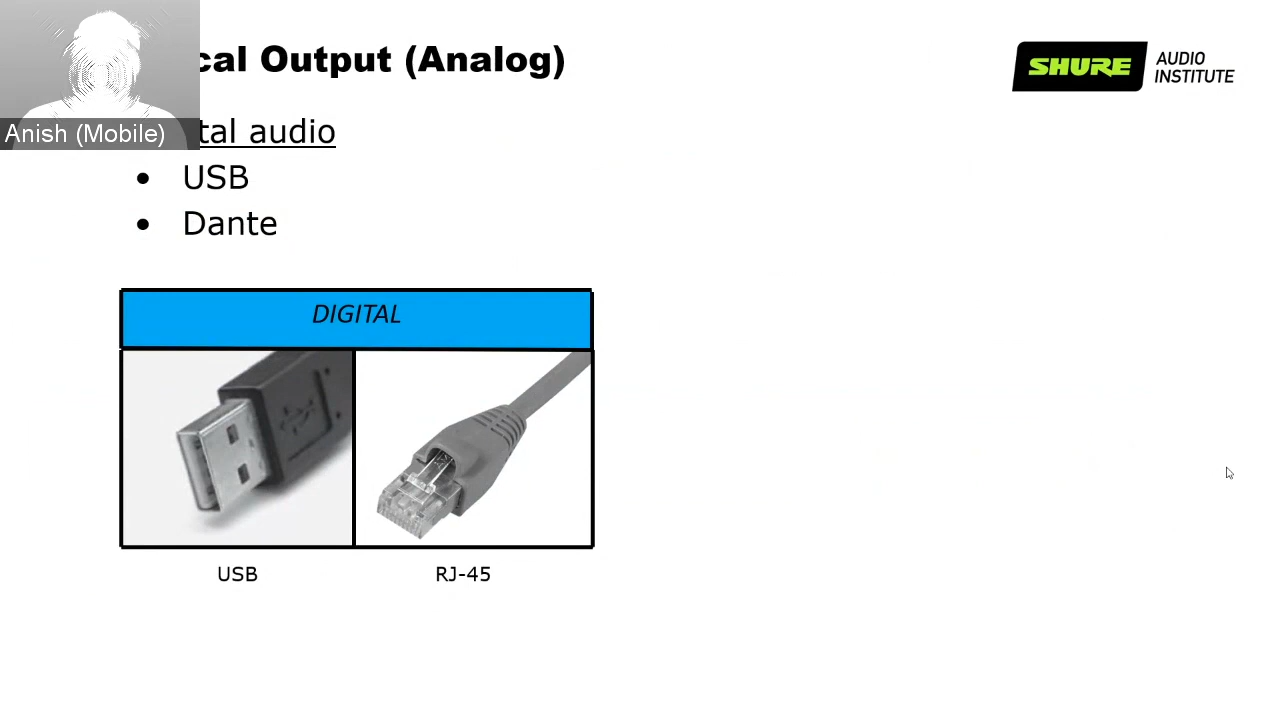 cal Output (Analog)
SHURE AUDIO INSTITUTE
Anish (Mobile)
tal audio
• USB
• Dante
DIGITAL
USB
RJ-45